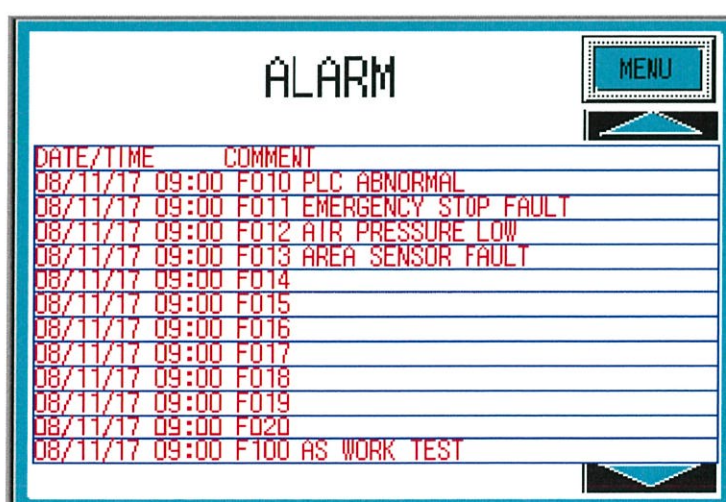 ALARM
MENU
DATE/TIME COMMENT
08/11/17 09:00 F010 PLC ABNORMAL
08/11/17 09:00 F011 EMERGENCY STOP FAULT
08/11/17 09:00 F012 AIR PRESSURE LOW
08/11/17 09:00 F013 AREA SENSOR FAULT
08/11/17 09:00 F014
08/11/17 09:00 F015
08/11/17 09:00 F016
08/11/17 09:00 F017
08/11/17 09:00 F018
08/11/17 09:00 F019
08/11/17 09:00 F020
08/11/17 09:00 F100 AS WORK TEST